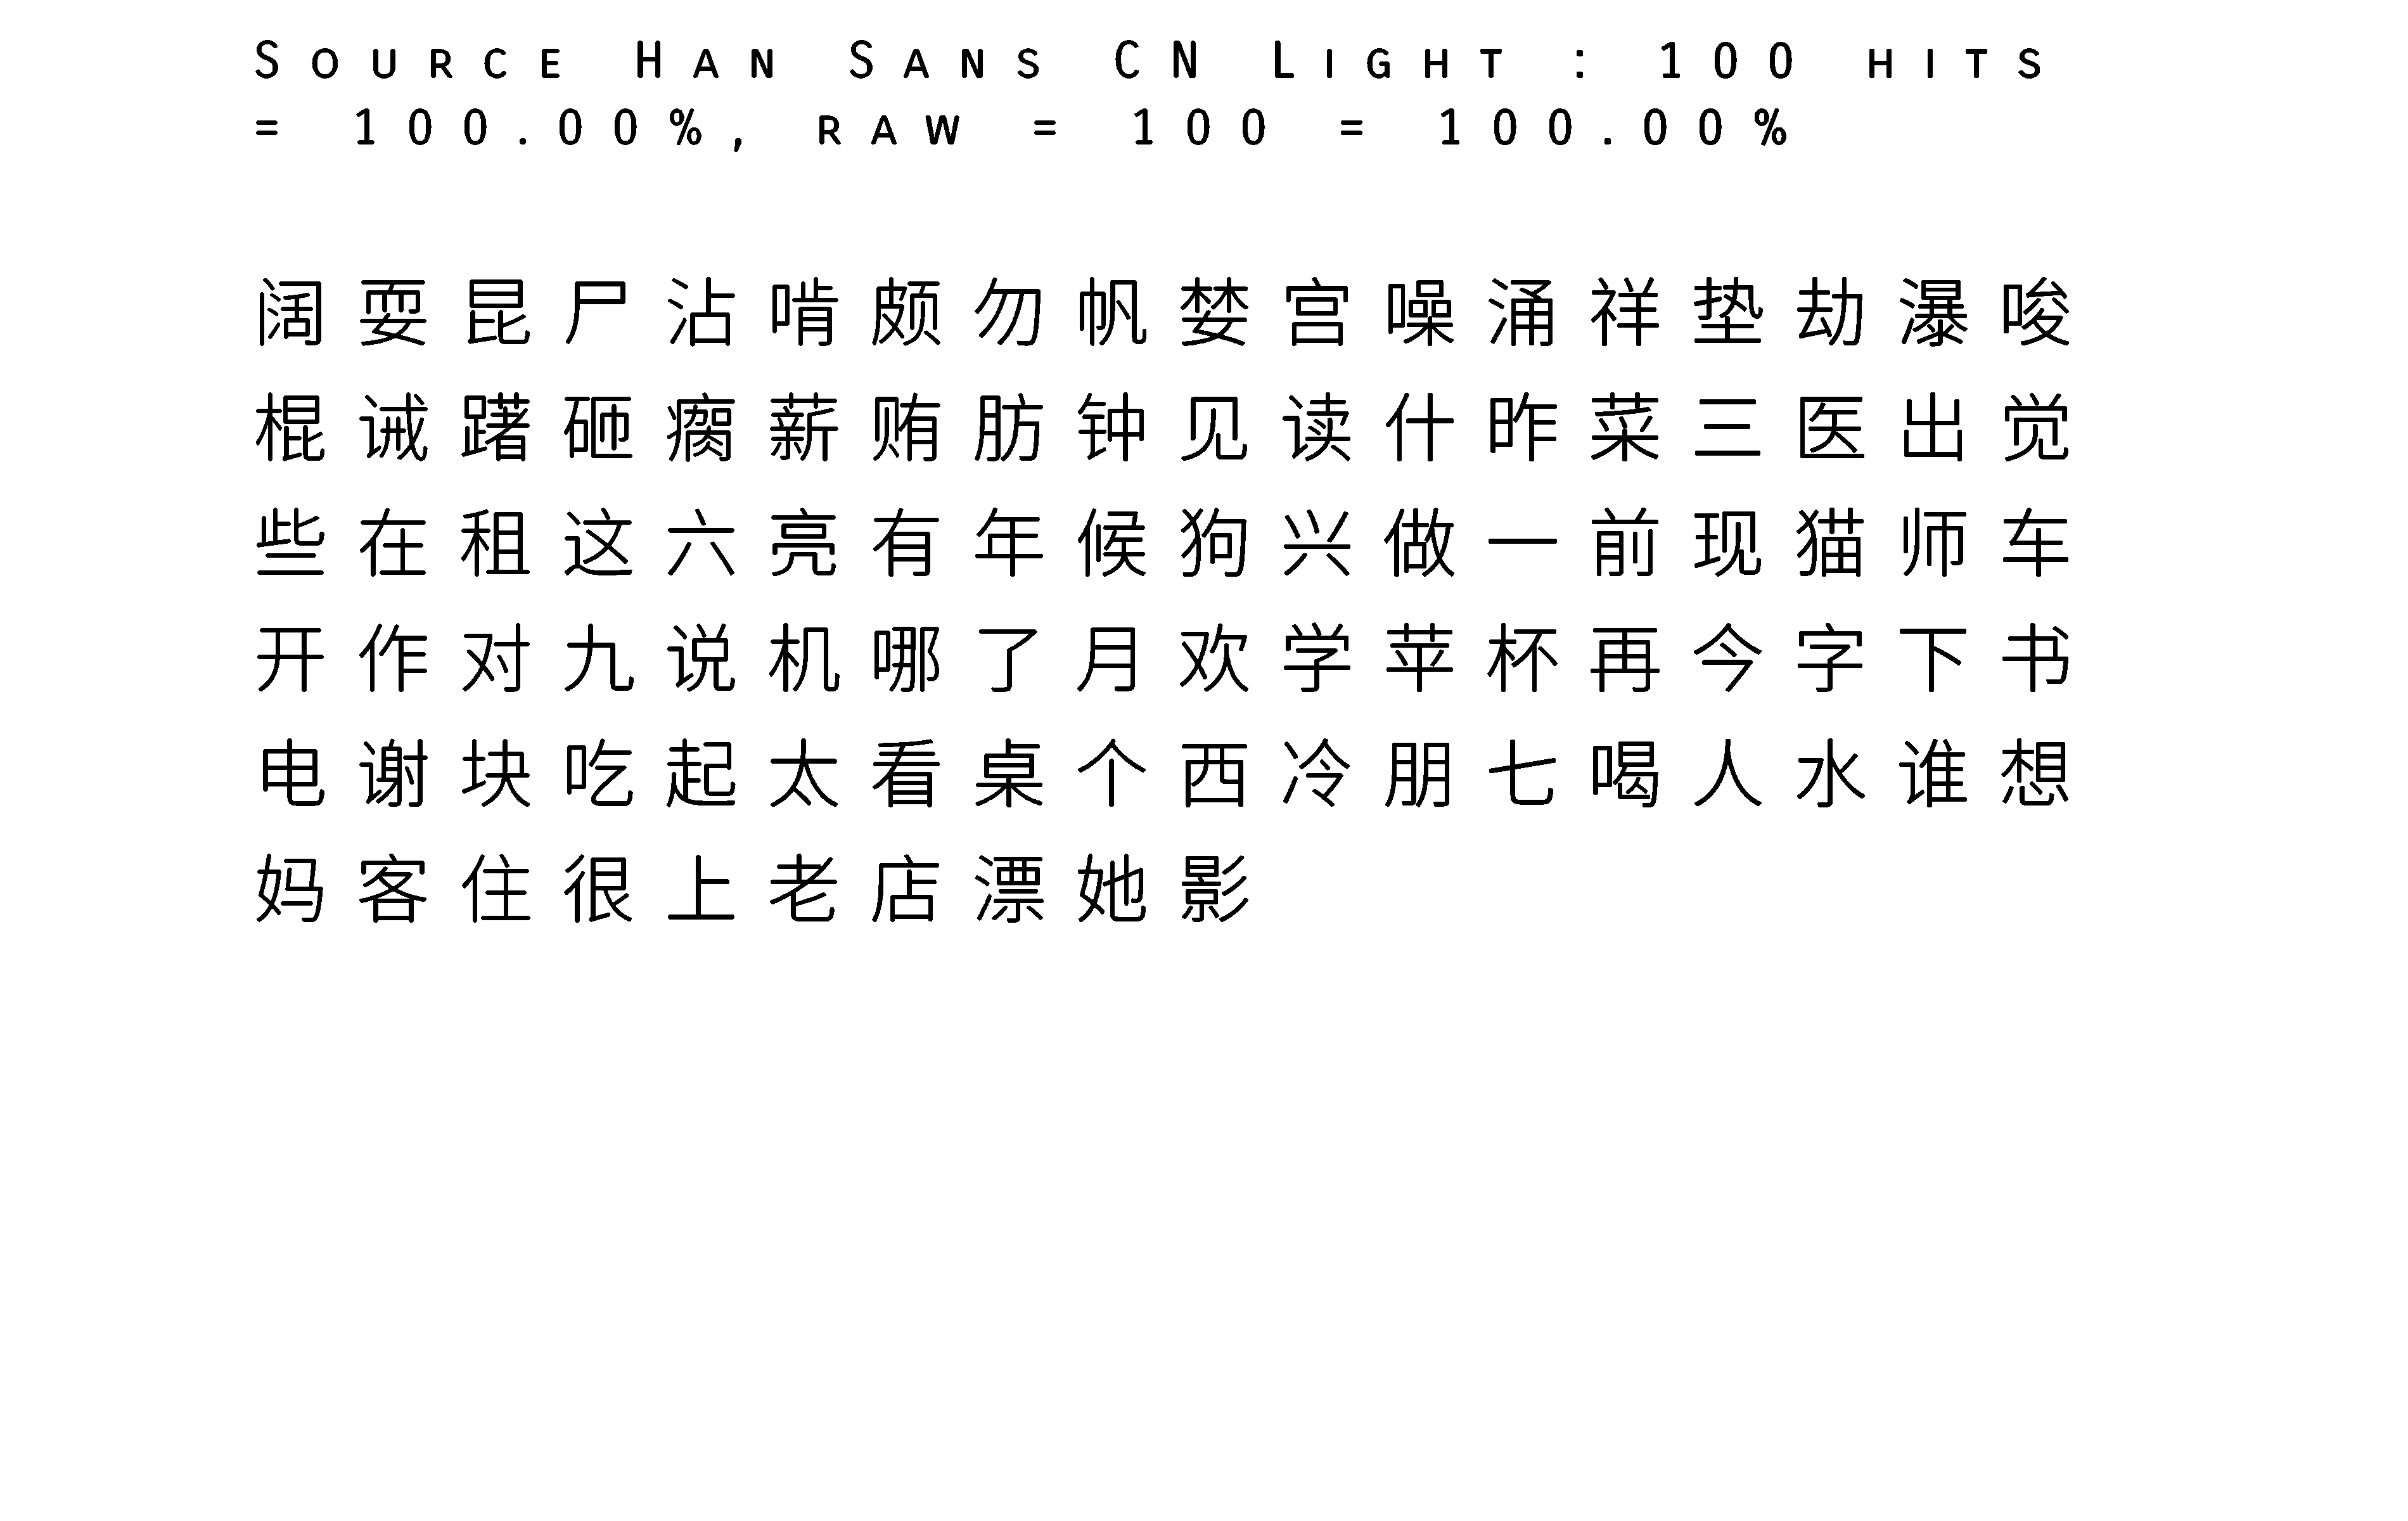 Source Han Sans CN Light : 100 hits
= 100.00%, raw = 100 = 100.00%
阔耍昆尸沾啃颇勿帆婪宫噪涌祥垫劫瀑唆
棍诫躇砸瘸薪贿肪钟见读什昨菜三医出觉
些在租这六亮有年候狗兴做一前现猫师车
开作对九说机哪了月欢学苹杯再今字下书
电谢块吃起太看桌个西冷朋七喝人水谁想
妈客住很上老店漂她影